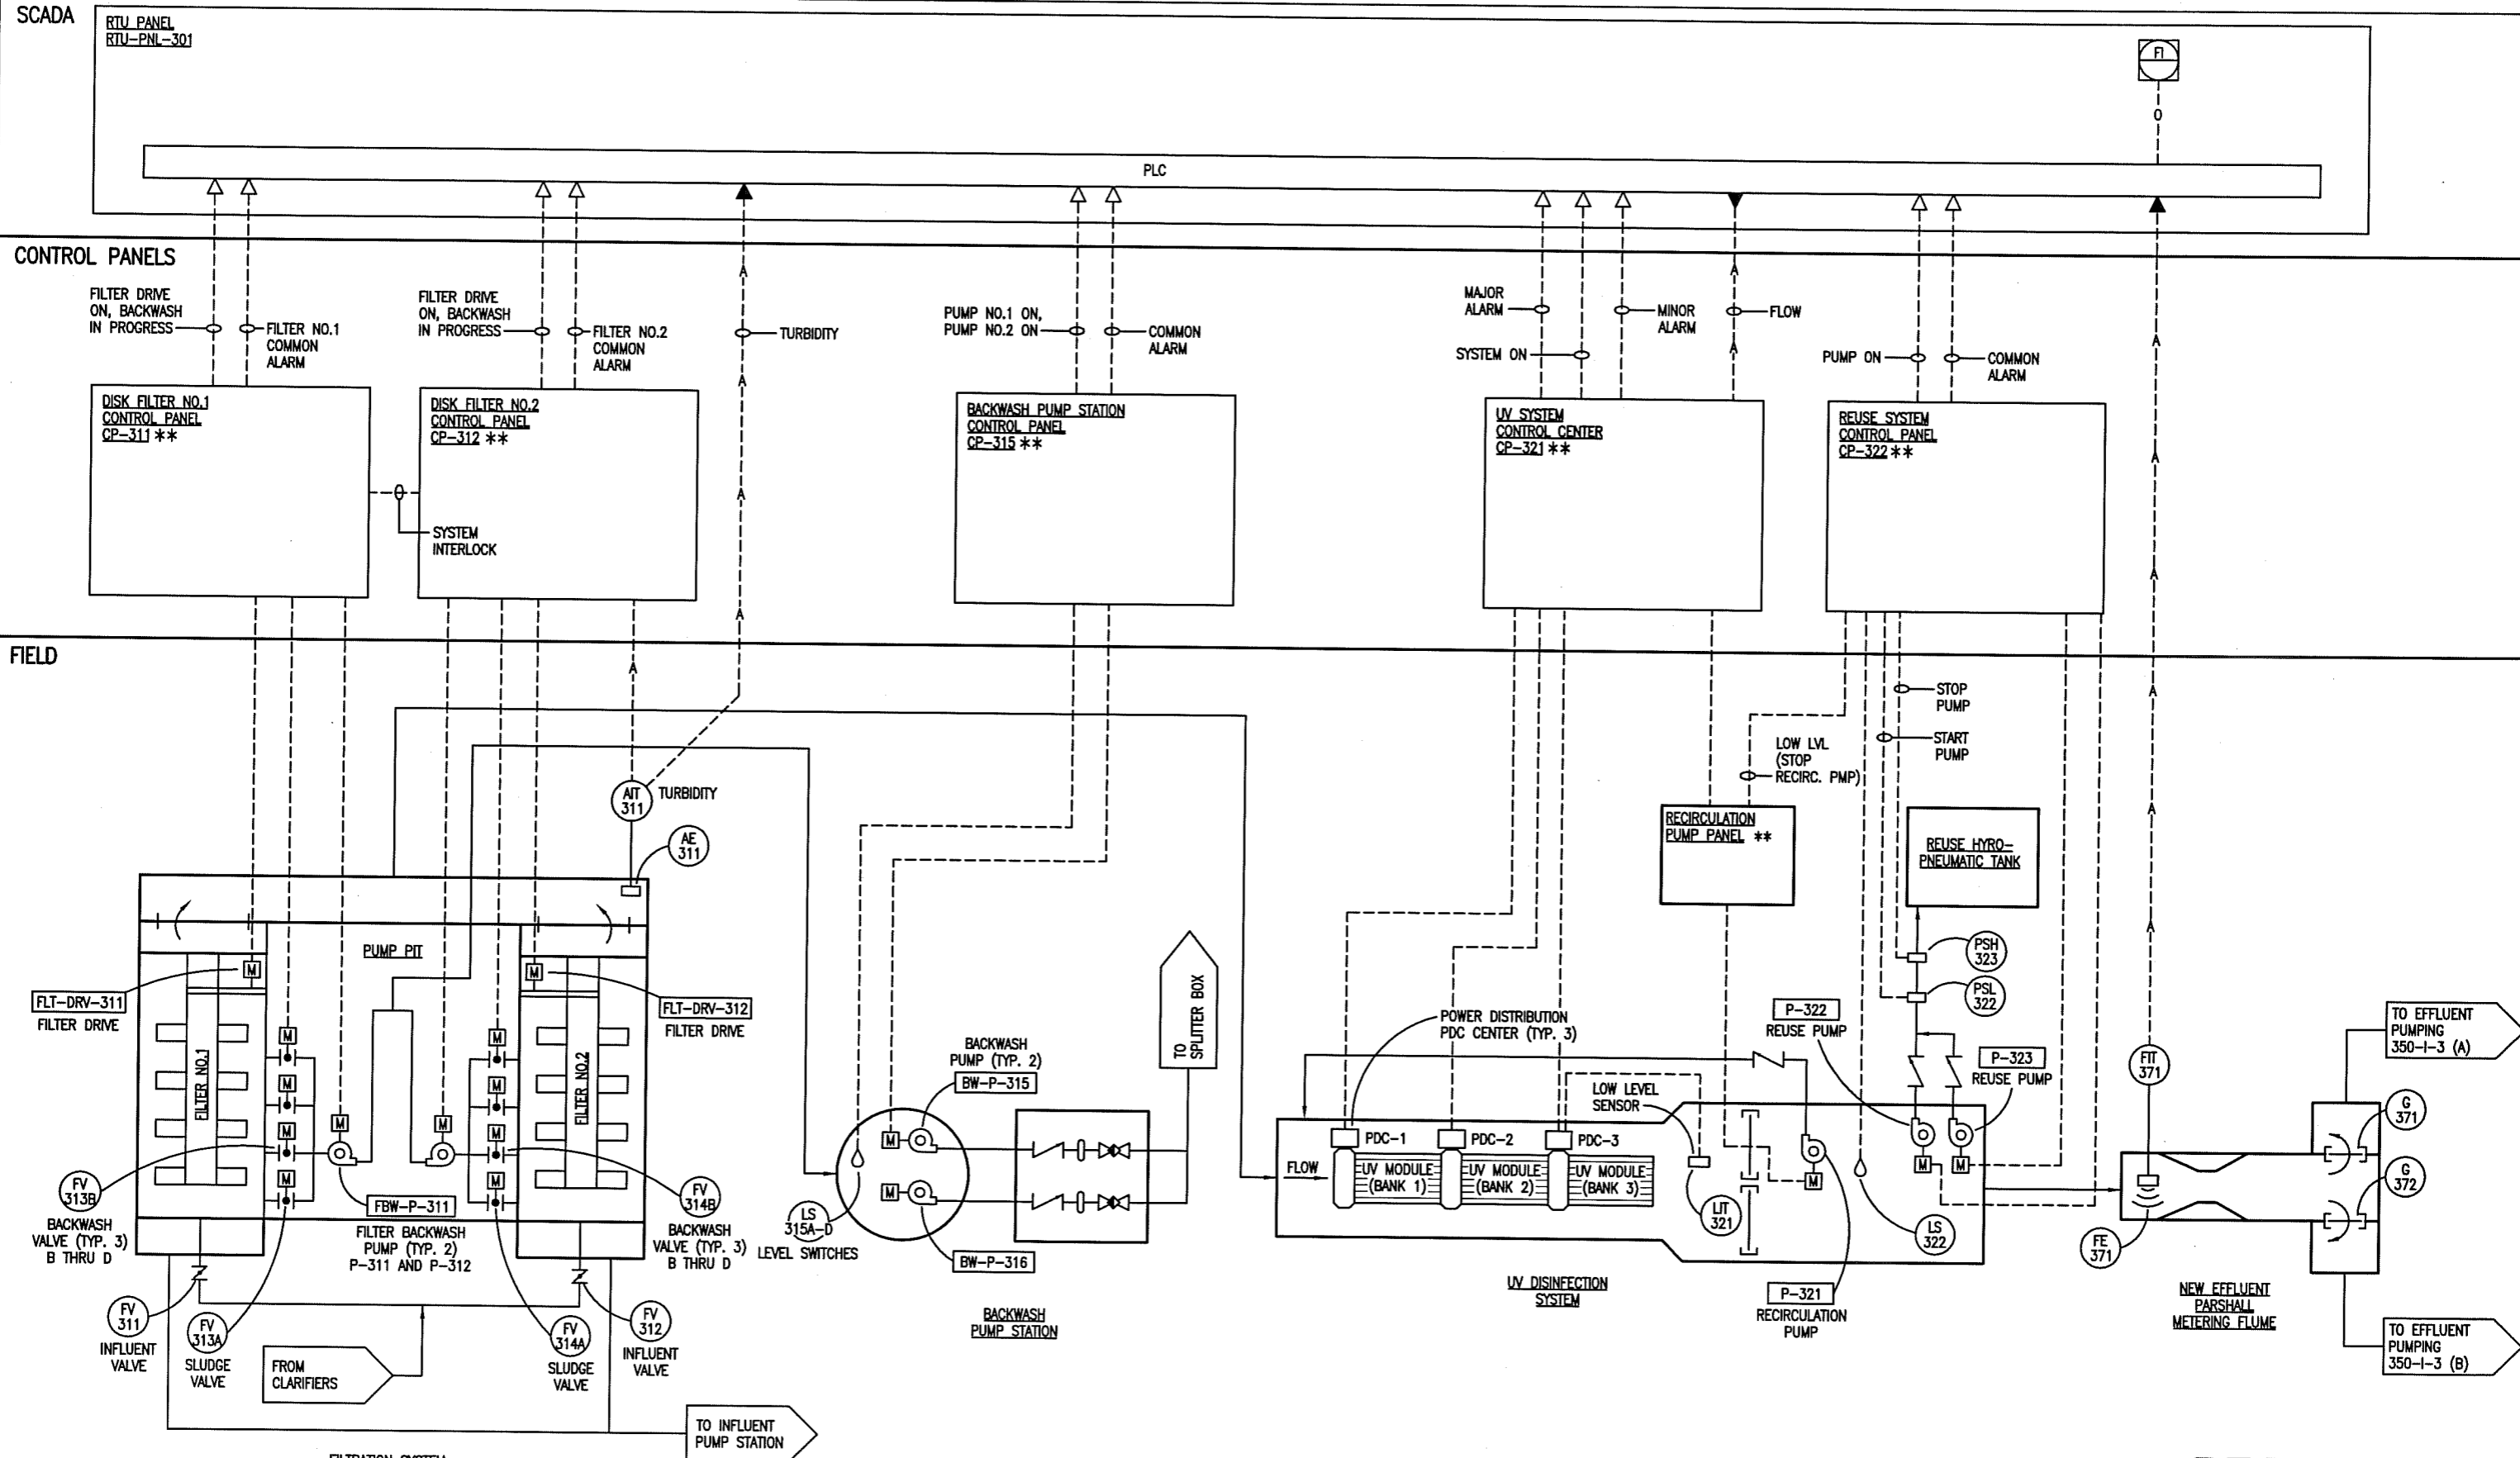 SCADA
RTU PANEL
RTU-PNL-301
FI
O
PLC
CONTROL PANELS
FILTER DRIVE
ON, BACKWASH
IN PROGRESS
FILTER NO.1
COMMON
ALARM
FILTER DRIVE
ON, BACKWASH
IN PROGRESS
FILTER NO.2
COMMON
ALARM
A
TURBIDITY
A
A
A
PUMP NO.1 ON,
PUMP NO.2 ON
COMMON
ALARM
MAJOR
ALARM
SYSTEM ON
MINOR
ALARM
A
FLOW
A
PUMP ON
COMMON
ALARM
A
A
A
DISK FILTER NO.1
CONTROL PANEL
CP-311 **
DISK FILTER NO.2
CONTROL PANEL
CP-312 **
SYSTEM
INTERLOCK
BACKWASH PUMP STATION
CONTROL PANEL
CP-315 **
UV SYSTEM
CONTROL CENTER
CP-321 **
REUSE SYSTEM
CONTROL PANEL
CP-322 **
FIELD
A
AIT
311
TURBIDITY
AE
311
STOP
PUMP
START
PUMP
LOW LVL
(STOP
RECIRC. PMP)
A
A
A
RECIRCULATION
PUMP PANEL **
REUSE HYRO-
PNEUMATIC TANK
PSH
323
PSL
322
PUMP PIT
M
M
FLT-DRV-311
FILTER DRIVE
FLT-DRV-312
FILTER DRIVE
FILTER NO.1
FILTER NO.2
M
M
M
M
M
M
M
M
M
M
FV
313B
BACKWASH
VALVE (TYP. 3)
B THRU D
FBW-P-311
FILTER BACKWASH
PUMP (TYP. 2)
P-311 AND P-312
FV
314B
BACKWASH
VALVE (TYP. 3)
B THRU D
FV
311
INFLUENT
VALVE
FV
313A
SLUDGE
VALVE
FV
314A
SLUDGE
VALVE
FV
312
INFLUENT
VALVE
FROM
CLARIFIERS
TO INFLUENT
PUMP STATION
FILTRATION SYSTEM
BACKWASH
PUMP (TYP. 2)
BW-P-315
M
M
LS
315A-D
LEVEL SWITCHES
BW-P-316
BACKWASH
PUMP STATION
TO
SPLITTER BOX
POWER DISTRIBUTION
PDC CENTER (TYP. 3)
PDC-1
PDC-2
PDC-3
FLOW
UV MODULE
(BANK 1)
UV MODULE
(BANK 2)
UV MODULE
(BANK 3)
LOW LEVEL
SENSOR
LIT
321
P-322
REUSE PUMP
P-323
REUSE PUMP
M
M
M
LS
322
P-321
RECIRCULATION
PUMP
UV DISINFECTION
SYSTEM
FIT
371
FE
371
G
371
G
372
NEW EFFLUENT
PARSHALL
METERING FLUME
TO EFFLUENT
PUMPING
350-I-3 (A)
TO EFFLUENT
PUMPING
350-I-3 (B)